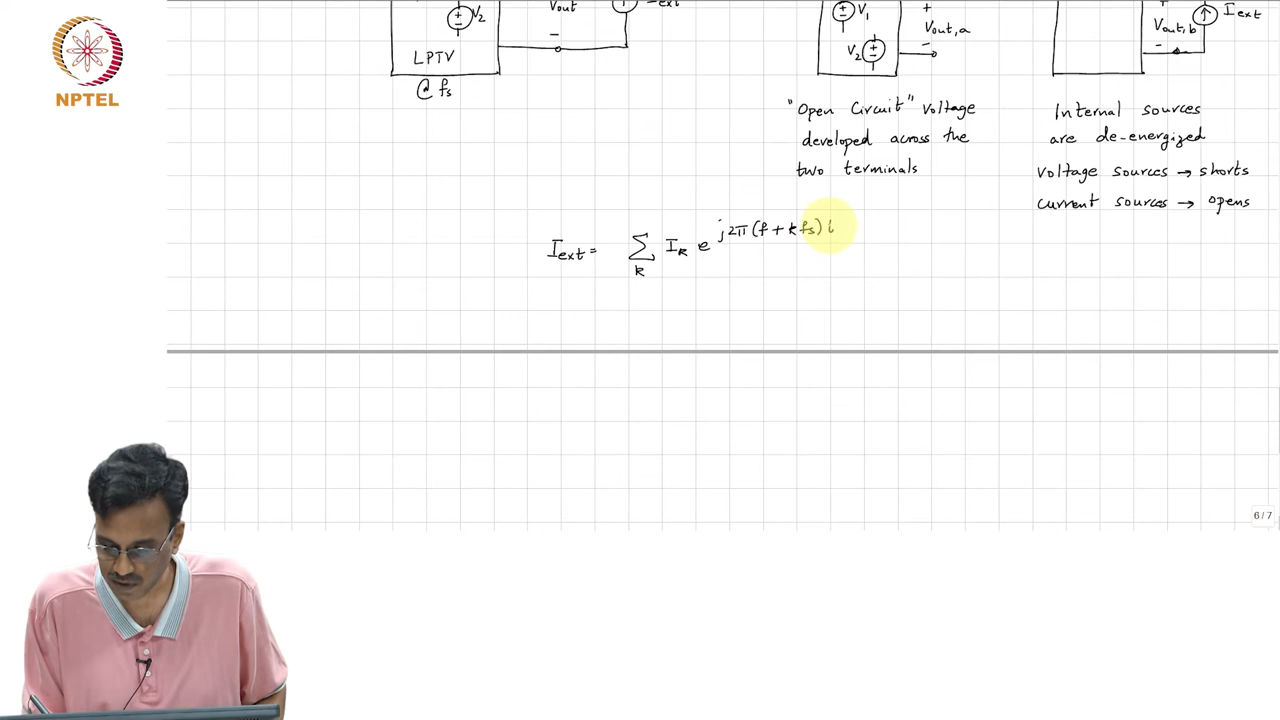 V2
Vout
−
LPTV
@ fs
V1
V2
+
Vout,a
−
+
Vout,b
−
Iext
"Open Circuit" Voltage
developed across the
two terminals
Internal sources
are de-energized
voltage sources → shorts
current sources → opens
Iext = ∑k Ik e^j2π(f+kfs)
NPTEL
6/7